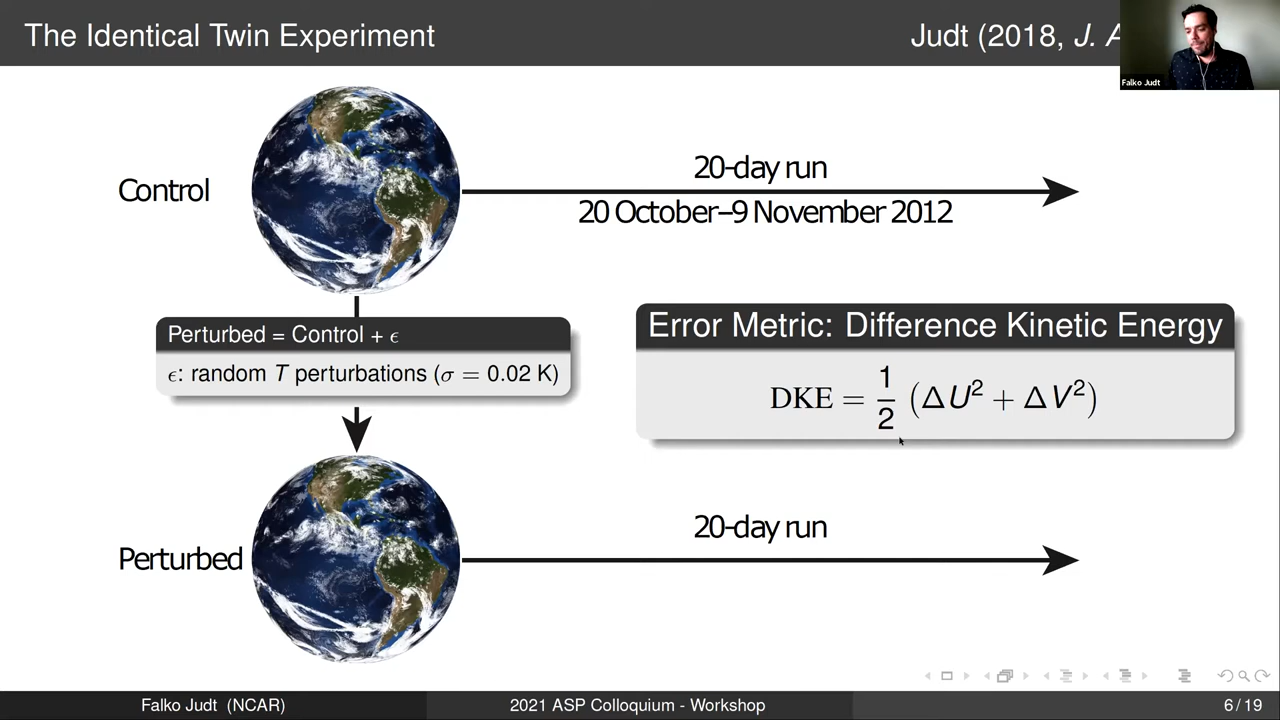 The Identical Twin Experiment
Judt (2018, J. A
Falko Judt
Control
20-day run
20 October–9 November 2012
Perturbed = Control + ϵ
ϵ: random T perturbations (σ = 0.02 K)
Error Metric: Difference Kinetic Energy
DKE = 1/2 (ΔU² + ΔV²)
Perturbed
20-day run
Falko Judt (NCAR)
2021 ASP Colloquium - Workshop
6 / 19